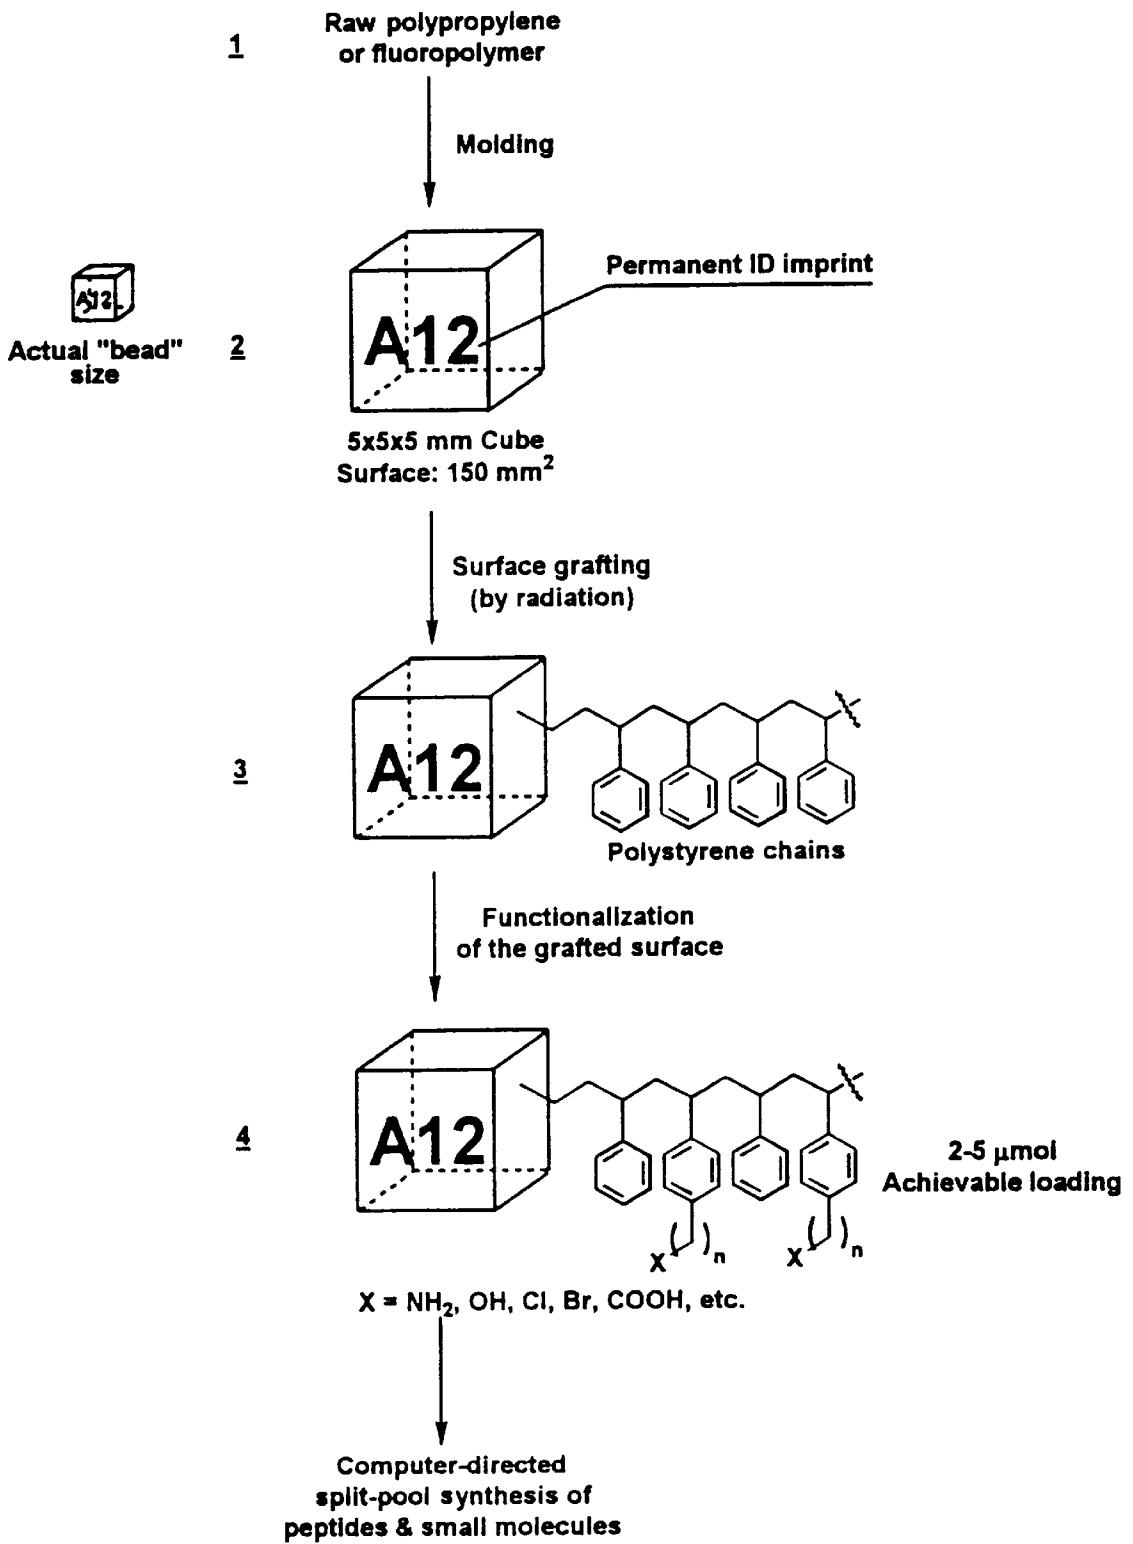 1
Raw polypropylene
or fluoropolymer
Molding
Permanent ID imprint
A12
Actual "bead"
size
2
A12
5x5x5 mm Cube
Surface: 150 mm²
Surface grafting
(by radiation)
3
A12
Polystyrene chains
Functionalization
of the grafted surface
4
A12
2-5 μmol
Achievable loading
X ( )n
X ( )n
X = NH₂, OH, Cl, Br, COOH, etc.
Computer-directed
split-pool synthesis of
peptides & small molecules